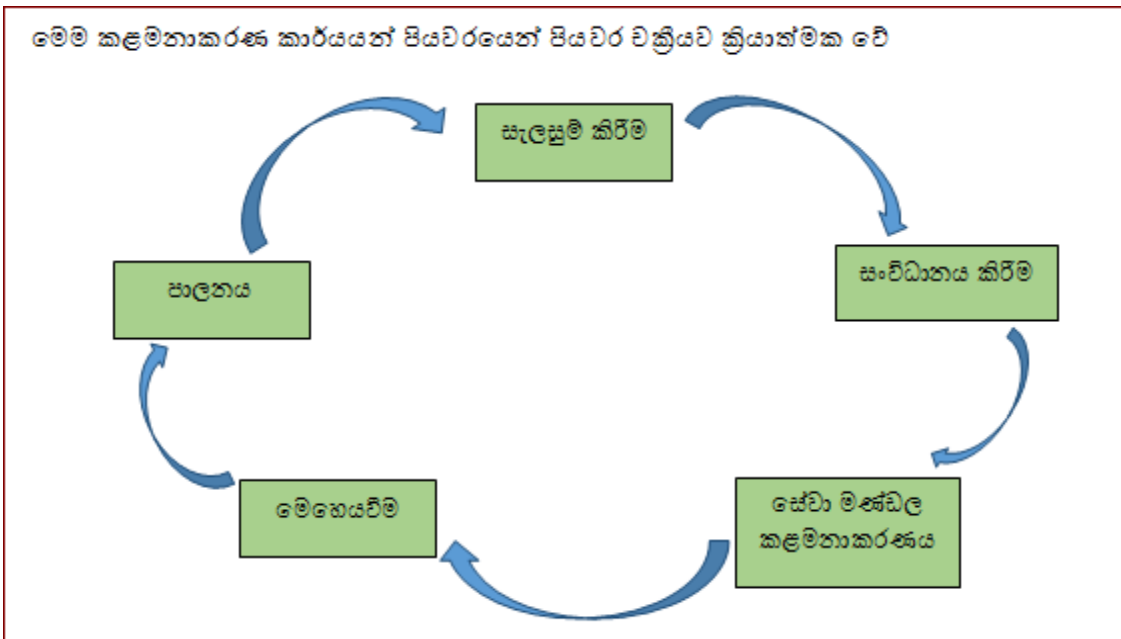 මෙම කළමනාකරණ කාර්යයන් පියවරයෙන් පියවර චක්‍රීයව ක්‍රියාත්මක වේ
සැලසුම් කිරීම
සංවිධානය කිරීම
සේවා මණ්ඩල
කළමනාකරණය
මෙහෙයවීම
පාලනය